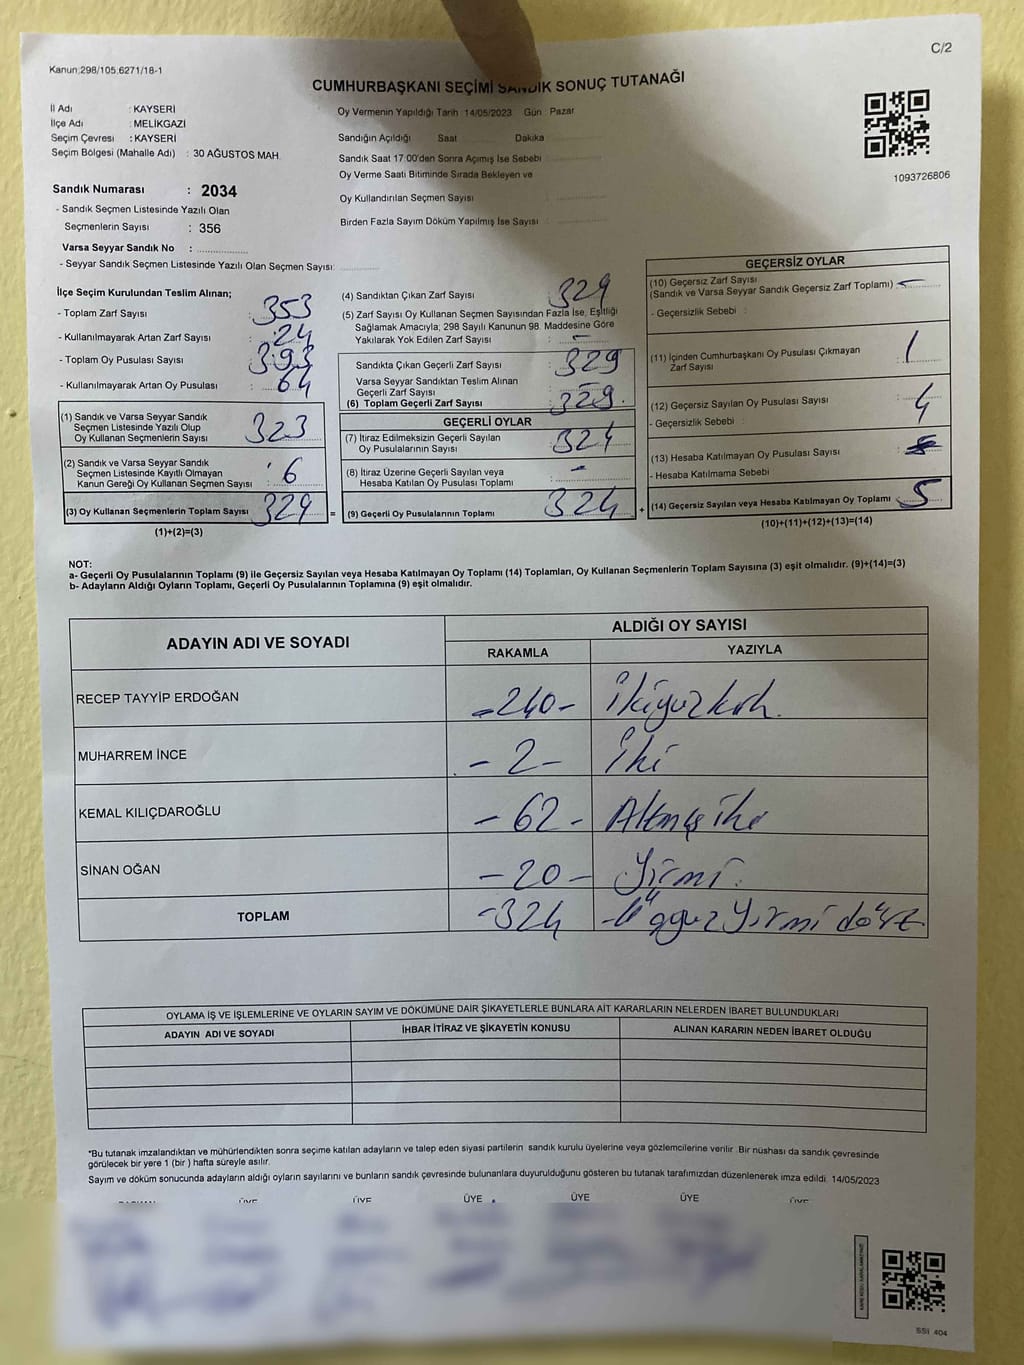 C/2
Kanun:298/105.6271/18-1
CUMHURBAŞKANI SEÇİMİ SANDIK SONUÇ TUTANAĞI
İl Adı : KAYSERİ
İlçe Adı : MELİKGAZİ
Seçim Çevresi : KAYSERİ
Seçim Bölgesi (Mahalle Adı) : 30 AĞUSTOS MAH.
Oy Vermenin Yapıldığı Tarih : 14/05/2023 Gün : Pazar
Sandığın Açıldığı Saat Dakika
Sandık Saat 17:00'den Sonra Açımış İse Sebebi
Oy Verme Saati Bitiminde Sırada Bekleyen ve
Oy Kullandırılan Seçmen Sayısı :
Birden Fazla Sayım Döküm Yapılmış İse Sayısı :
1093726806
Sandık Numarası : 2034
- Sandık Seçmen Listesinde Yazılı Olan
Seçmenlerin Sayısı : 356
Varsa Seyyar Sandık No :
- Seyyar Sandık Seçmen Listesinde Yazılı Olan Seçmen Sayısı:
İlçe Seçim Kurulundan Teslim Alınan;
- Toplam Zarf Sayısı : 353
- Kullanılmayarak Artan Zarf Sayısı : 24
- Toplam Oy Pusulası Sayısı : 393
- Kullanılmayarak Artan Oy Pusulası : 64
(1) Sandık ve Varsa Seyyar Sandık
Seçmen Listesinde Yazılı Olup
Oy Kullanan Seçmenlerin Sayısı : 323
(2) Sandık ve Varsa Seyyar Sandık
Seçmen Listesinde Kayıtlı Olmayan
Kanun Gereği Oy Kullanan Seçmen Sayısı : 6
(3) Oy Kullanan Seçmenlerin Toplam Sayısı : 329 =
(1)+(2)=(3)
(4) Sandıktan Çıkan Zarf Sayısı : 329
(5) Zarf Sayısı Oy Kullanan Seçmen Sayısından Fazla İse, Eşitliği
Sağlamak Amacıyla; 298 Sayılı Kanunun 98. Maddesine Göre
Yakılarak Yok Edilen Zarf Sayısı : -
Sandıkta Çıkan Geçerli Zarf Sayısı : 329
Varsa Seyyar Sandıktan Teslim Alınan
Geçerli Zarf Sayısı : -
(6) Toplam Geçerli Zarf Sayısı : 329.
GEÇERLİ OYLAR
(7) İtiraz Edilmeksizin Geçerli Sayılan
Oy Pusulalarının Sayısı : 324
(8) İtiraz Üzerine Geçerli Sayılan veya
Hesaba Katılan Oy Pusulası Toplamı : -
(9) Geçerli Oy Pusulalarının Toplamı : 324 +
GEÇERSİZ OYLAR
(10) Geçersiz Zarf Sayısı
(Sandık ve Varsa Seyyar Sandık Geçersiz Zarf Toplamı) -
- Geçersizlik Sebebi :
(11) İçinden Cumhurbaşkanı Oy Pusulası Çıkmayan
Zarf Sayısı : 1
(12) Geçersiz Sayılan Oy Pusulası Sayısı : 4
- Geçersizlik Sebebi :
(13) Hesaba Katılmayan Oy Pusulası Sayısı :
- Hesaba Katılmama Sebebi :
(14) Geçersiz Sayılan veya Hesaba Katılmayan Oy Toplamı : 5
(10)+(11)+(12)+(13)=(14)
NOT:
a- Geçerli Oy Pusulalarının Toplamı (9) ile Geçersiz Sayılan veya Hesaba Katılmayan Oy Toplamı (14) Toplamları, Oy Kullanan Seçmenlerin Toplam Sayısına (3) eşit olmalıdır. (9)+(14)=(3)
b- Adayların Aldığı Oyların Toplamı, Geçerli Oy Pusulalarının Toplamına (9) eşit olmalıdır.
ADAYIN ADI VE SOYADI
ALDIĞI OY SAYISI
RAKAMLA YAZIYLA
RECEP TAYYİP ERDOĞAN -240- İkiyüzkırk.
MUHARREM İNCE -2- İki
KEMAL KILIÇDAROĞLU -62- Altmış iki
SİNAN OĞAN -20- Yirmi.
TOPLAM -324 -Üçyüz Yirmi dört
OYLAMA İŞ VE İŞLEMLERİNE VE OYLARIN SAYIM VE DÖKÜMÜNE DAİR ŞİKAYETLERLE BUNLARA AİT KARARLARIN NELERDEN İBARET BULUNDUKLARI
ADAYIN ADI VE SOYADI İHBAR İTİRAZ VE ŞİKAYETİN KONUSU ALINAN KARARIN NEDEN İBARET OLDUĞU
*Bu tutanak imzalandıktan ve mühürlendikten sonra seçime katılan adayların ve talep eden siyasi partilerin sandık kurulu üyelerine veya gözlemcilerine verilir. Bir nüshası da sandık çevresinde
görülecek bir yere 1 (bir) hafta süreyle asılır.
Sayım ve döküm sonucunda adayların aldığı oyların sayılarını ve bunların sandık çevresinde bulunanlara duyurulduğunu gösteren bu tutanak tarafımızdan düzenlenerek imza edildi. 14/05/2023
ÜYE ÜYE ÜYE ÜYE ÜYE ÜYE
SSİ 404